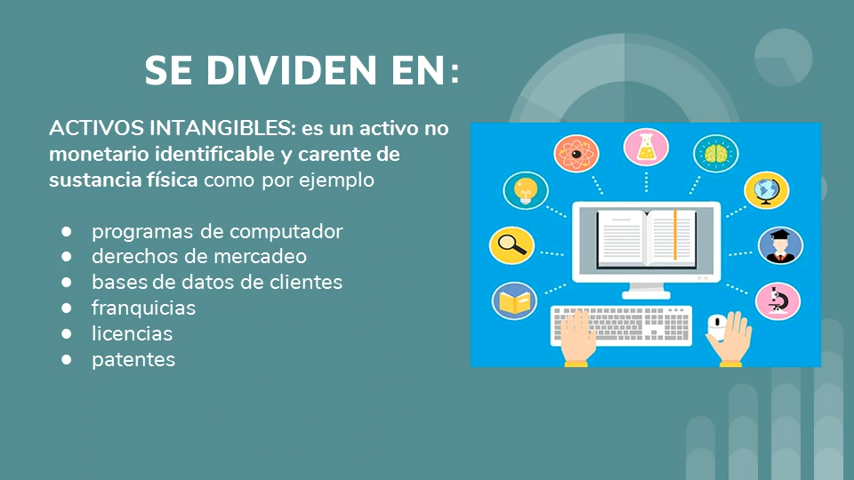 SE DIVIDEN EN:
ACTIVOS INTANGIBLES: es un activo no
monetario identificable y carente de
sustancia física como por ejemplo
● programas de computador
● derechos de mercadeo
● bases de datos de clientes
● franquicias
● licencias
● patentes